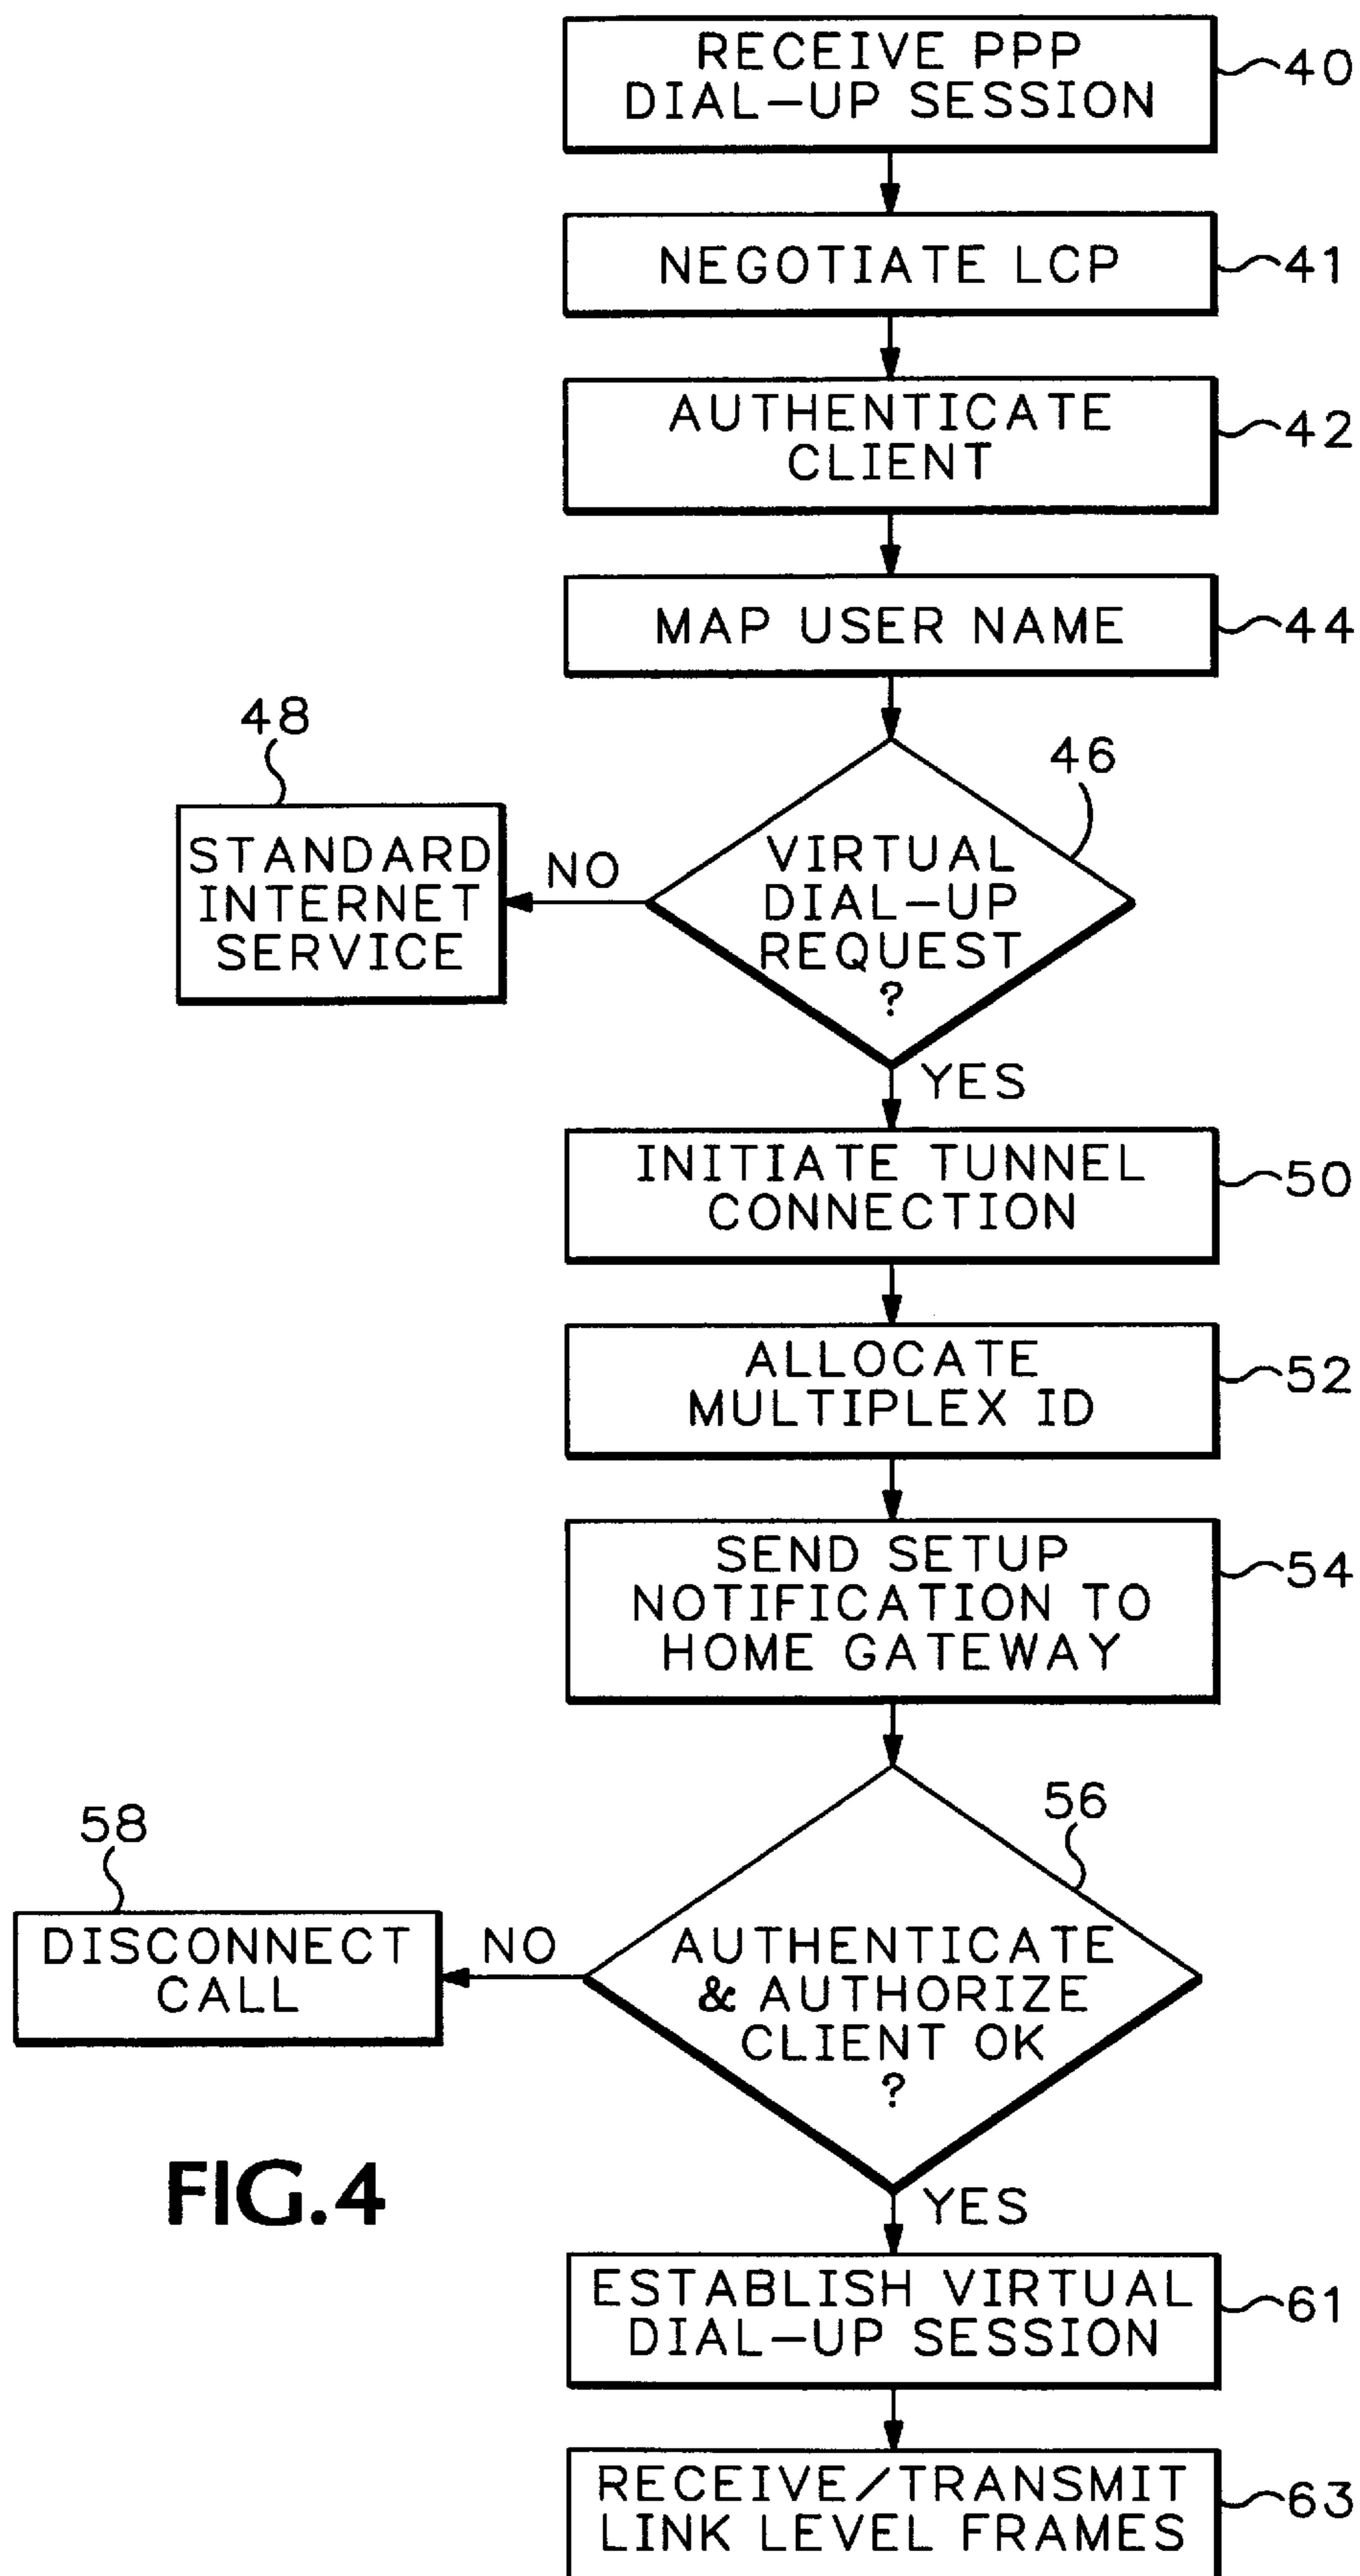 RECEIVE PPP
DIAL-UP SESSION
40
NEGOTIATE LCP
41
AUTHENTICATE
CLIENT
42
MAP USER NAME
44
48
46
STANDARD
INTERNET
SERVICE
NO
VIRTUAL
DIAL-UP
REQUEST
?
YES
INITIATE TUNNEL
CONNECTION
50
ALLOCATE
MULTIPLEX ID
52
SEND SETUP
NOTIFICATION TO
HOME GATEWAY
54
58
56
DISCONNECT
CALL
NO
AUTHENTICATE
& AUTHORIZE
CLIENT OK
?
FIG.4
YES
ESTABLISH VIRTUAL
DIAL-UP SESSION
61
RECEIVE/TRANSMIT
LINK LEVEL FRAMES
63